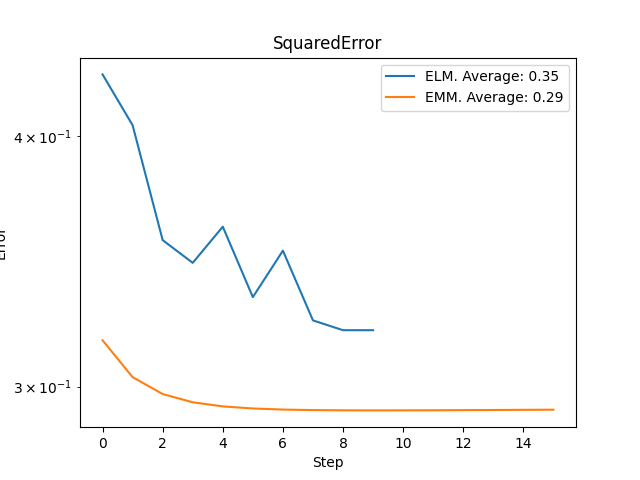 SquaredError
ELM. Average: 0.35
EMM. Average: 0.29
Error
4 × 10⁻¹
3 × 10⁻¹
0 2 4 6 8 10 12 14
Step